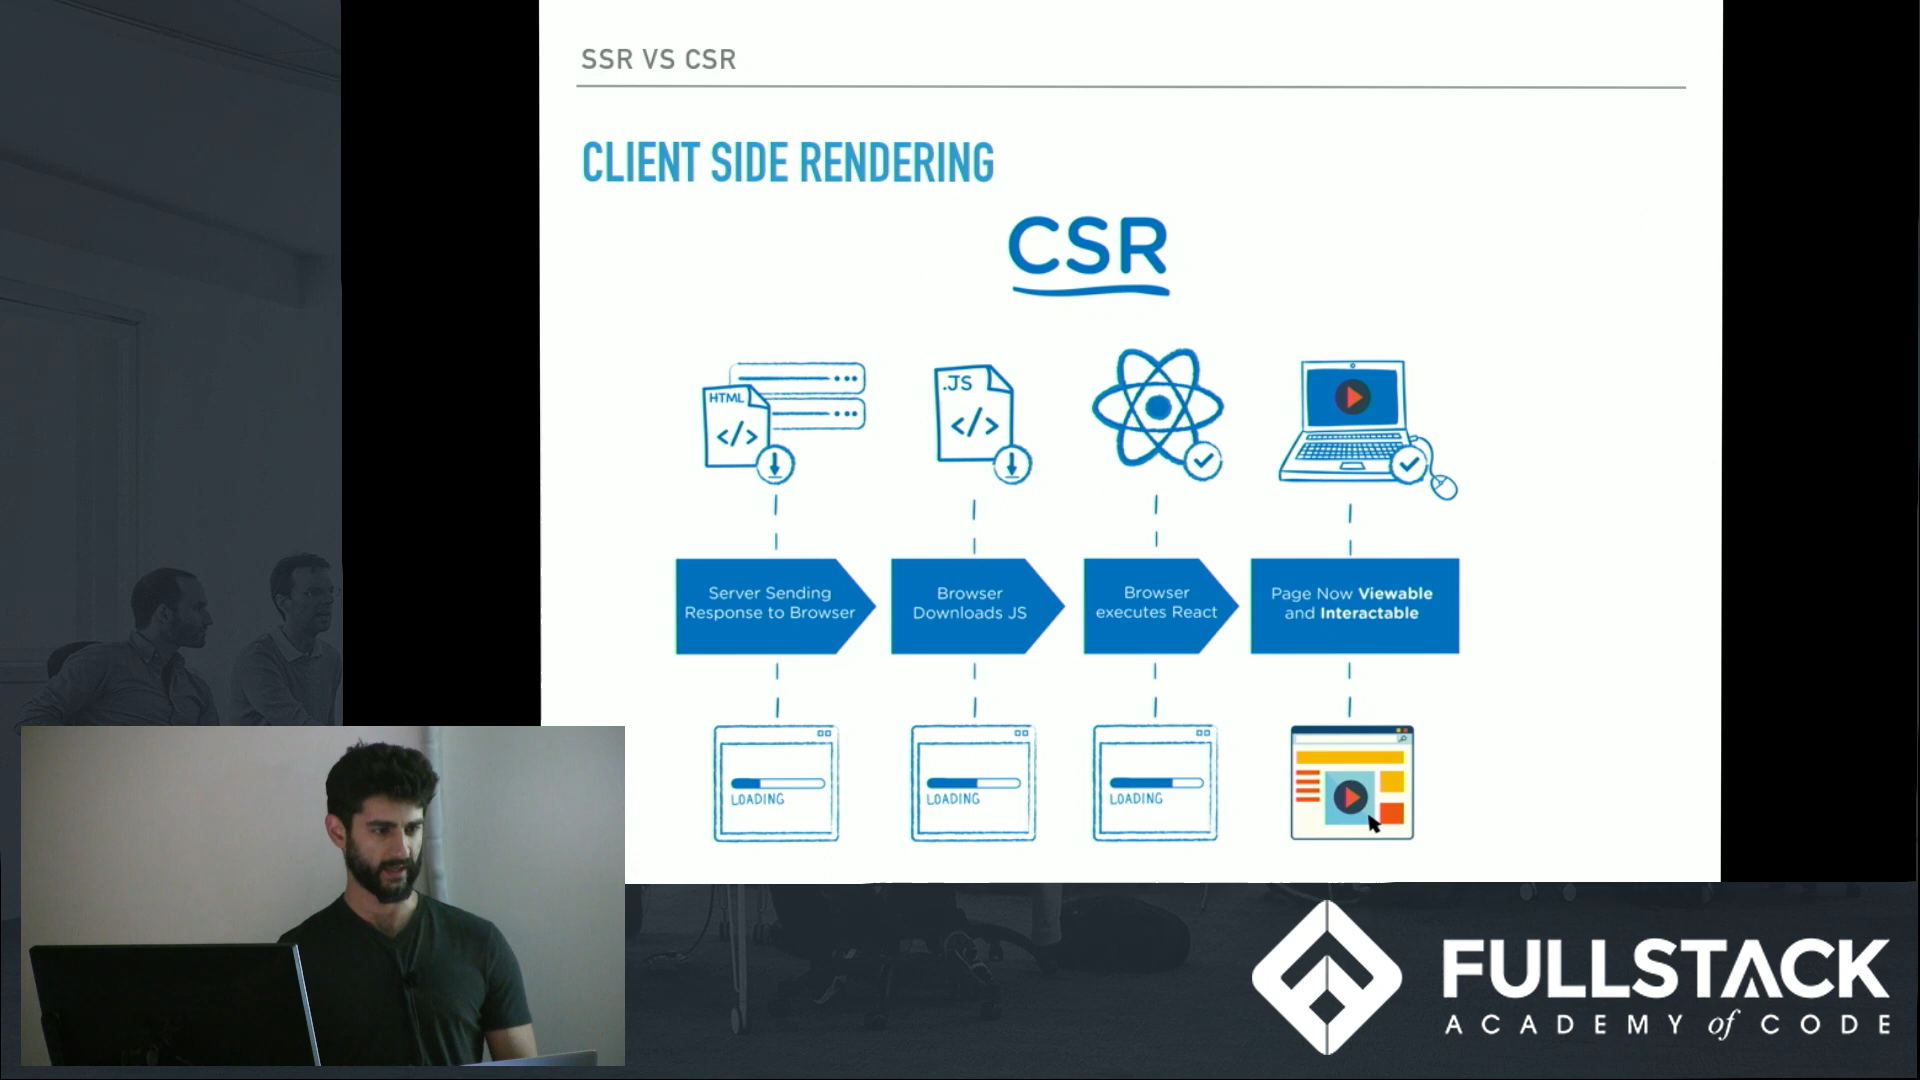 SSR VS CSR
CLIENT SIDE RENDERING
CSR
HTML
</>
.JS
</>
Server Sending
Response to Browser
Browser
Downloads JS
Browser
executes React
Page Now Viewable
and Interactable
LOADING
LOADING
LOADING
FULLSTACK
ACADEMY of CODE